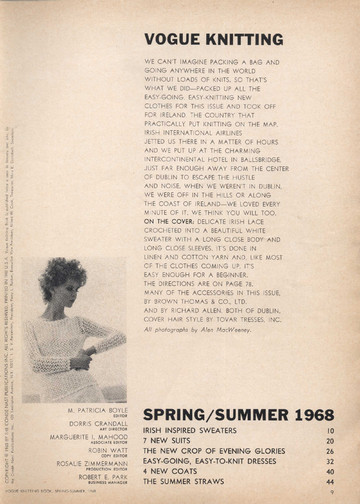 VOGUE KNITTING
WE CAN'T IMAGINE PACKING A BAG AND
GOING ANYWHERE IN THE WORLD
WITHOUT LOADS OF KNITS, SO THAT'S
WHAT WE DID—PACKED UP ALL THE
EASY-GOING, EASY-KNITTING NEW
CLOTHES FOR THIS ISSUE AND TOOK OFF
FOR IRELAND, THE COUNTRY THAT
PRACTICALLY PUT KNITTING ON THE MAP.
IRISH INTERNATIONAL AIRLINES
JETTED US THERE IN A MATTER OF HOURS
AND WE PUT UP AT THE CHARMING
INTERCONTINENTAL HOTEL IN BALLSBRIDGE,
JUST FAR ENOUGH AWAY FROM THE CENTER
OF DUBLIN TO ESCAPE THE HUSTLE
AND NOISE. WHEN WE WEREN'T IN DUBLIN,
WE WERE OFF IN THE HILLS OR ALONG
THE COAST OF IRELAND—WE LOVED EVERY
MINUTE OF IT. WE THINK YOU WILL, TOO.
ON THE COVER: DELICATE IRISH LACE
CROCHETED INTO A BEAUTIFUL WHITE
SWEATER WITH A LONG CLOSE BODY AND
LONG CLOSE SLEEVES. IT'S DONE IN
LINEN AND COTTON YARN AND, LIKE MOST
OF THE CLOTHES COMING UP, IT'S
EASY ENOUGH FOR A BEGINNER.
THE DIRECTIONS ARE ON PAGE 78.
MANY OF THE ACCESSORIES IN THIS ISSUE,
BY BROWN THOMAS & CO., LTD.
AND BY RICHARD ALLEN, BOTH OF DUBLIN.
COVER HAIR STYLE BY TOVAR TRESSES, INC.
All photographs by Alen MacWeeney.
M. PATRICIA BOYLE
EDITOR
DORRIS CRANDALL
ART DIRECTOR
MARGUERITE I. MAHOOD
ASSOCIATE EDITOR
ROBIN WATT
COPY EDITOR
ROSALIE ZIMMERMANN
PRODUCTION EDITOR
ROBERT E. PARK
BUSINESS MANAGER
SPRING/SUMMER 1968
IRISH INSPIRED SWEATERS 10
7 NEW SUITS 20
THE NEW CROP OF EVENING GLORIES 26
EASY-GOING, EASY-TO-KNIT DRESSES 32
4 NEW COATS 40
THE SUMMER STRAWS 44
VOGUE KNITTING BOOK, SPRING/SUMMER, 1968
9